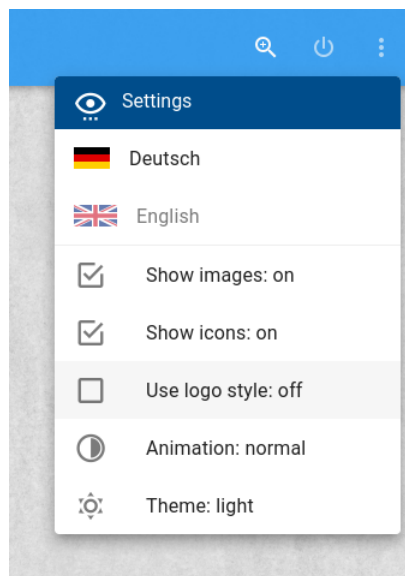 Settings
Deutsch
English
Show images: on
Show icons: on
Use logo style: off
Animation: normal
Theme: light